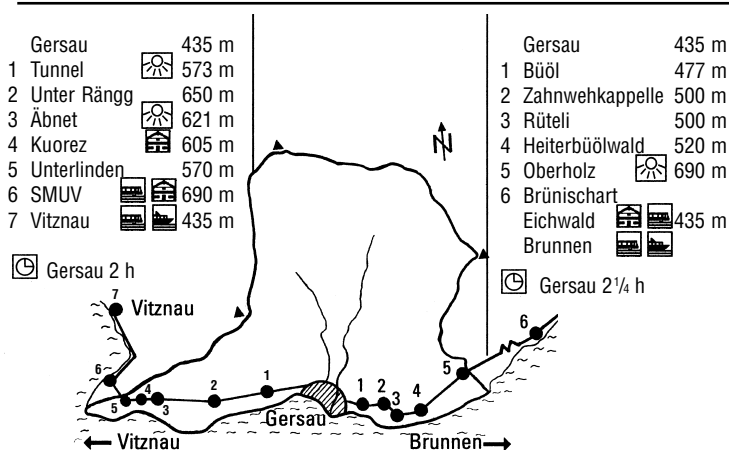 Gersau 435 m
1 Tunnel 573 m
2 Unter Rängg 650 m
3 Äbnet 621 m
4 Kuorez 605 m
5 Unterlinden 570 m
6 SMUV 690 m
7 Vitznau 435 m
Gersau 2 h
Gersau 435 m
1 Büöl 477 m
2 Zahnwehkappelle 500 m
3 Rüteli 500 m
4 Heiterbüölwald 520 m
5 Oberholz 690 m
6 Brünischart
Eichwald 435 m
Brunnen
Gersau 2¼ h
N
7 Vitznau
6
5 4 3 2 1
Gersau
1 2 3 4 5 6
Vitznau
Brunnen